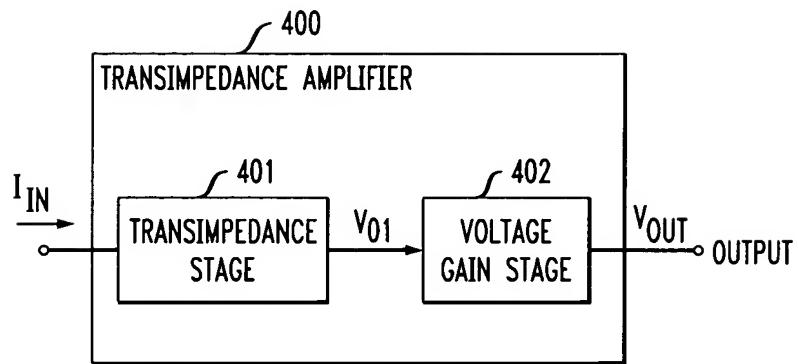 400
TRANSIMPEDANCE AMPLIFIER
401
402
I_IN
TRANSIMPEDANCE
STAGE
V_01
VOLTAGE
GAIN STAGE
V_OUT
OUTPUT